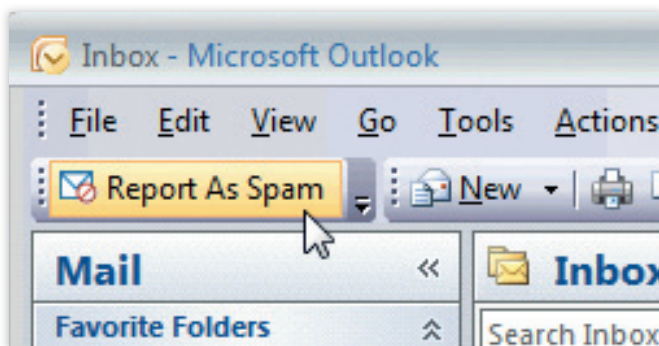 Inbox - Microsoft Outlook
File Edit View Go Tools Actions
Report As Spam New
Mail Inbox
Favorite Folders Search Inbox